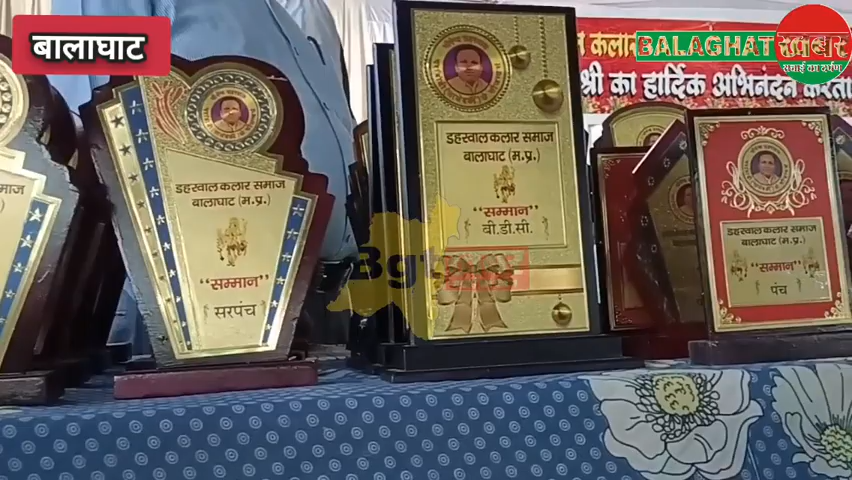 बालाघाट
BALAGHAT खबर
सच्चाई का दर्पण
श्री का हार्दिक अभिनंदन करता
डहरवाल कलार समाज
बालाघाट (म.प्र.)
"सम्मान"
सरपंच
डहरवाल कलार समाज
बालाघाट (म.प्र.)
"सम्मान"
बी.डी.सी.
डहरवाल कलार समाज
बालाघाट (म.प्र.)
"सम्मान"
पंच